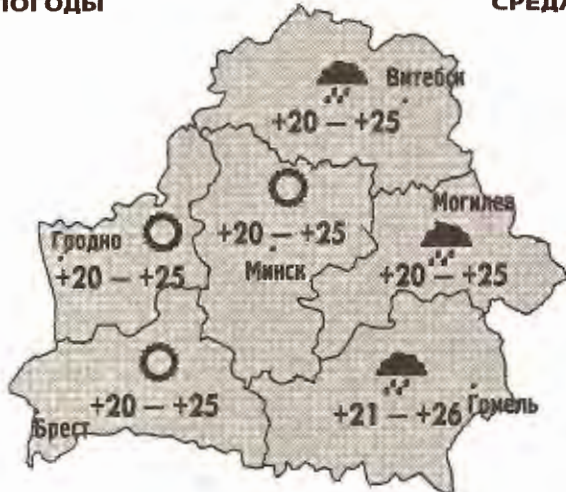 ПОГОДЫ
СРЕДА
Витебск
+20 — +25
Могилев
+20 — +25
Гродно
+20 — +25
Минск
+20 — +25
+20 — +25
Брест
+21 — +26
Гомель